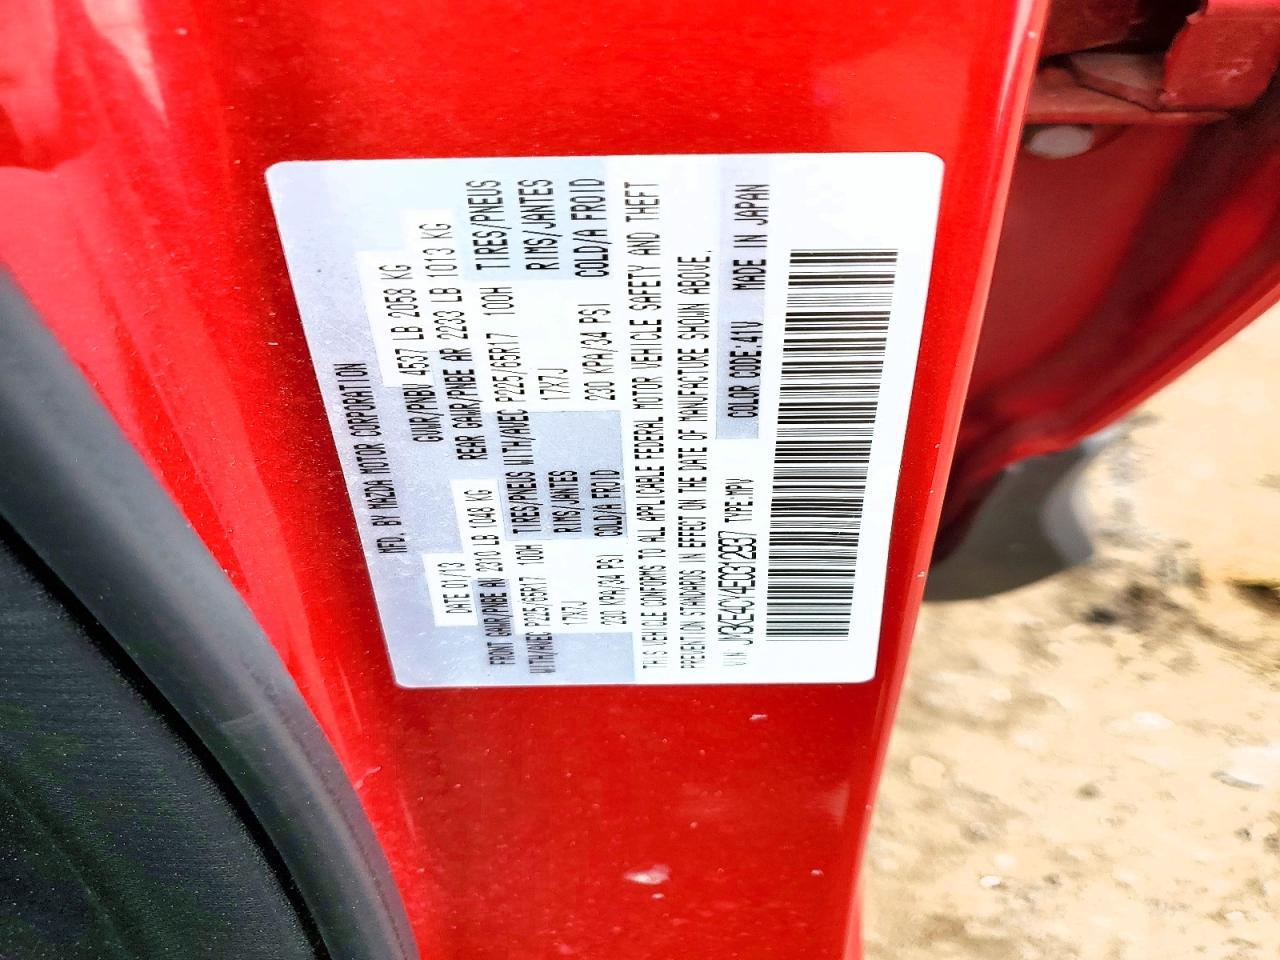 MFD. BY MAZDA MOTOR CORPORATION
DATE 10/13 GVWR/PNBV 4537 LB 2058 KG
FRONT GAWR/PNBE AV 2310 LB 1048 KG REAR GAWR/PNBE AR 2233 LB 1013 KG
WITH/AVEC P225/65R17 100H TIRES/PNEUS WITH/AVEC P225/65R17 100H TIRES/PNEUS
17X7J RIMS/JANTES 17X7J RIMS/JANTES
230 KPA/34 PSI COLD/A FROID 230 KPA/34 PSI COLD/A FROID
THIS VEHICLE CONFORMS TO ALL APPLICABLE FEDERAL MOTOR VEHICLE SAFETY AND THEFT
PREVENTION STANDARDS IN EFFECT ON THE DATE OF MANUFACTURE SHOWN ABOVE.
VIN JM3KE4CY4E0312937 TYPE:MPV COLOR CODE:41V MADE IN JAPAN